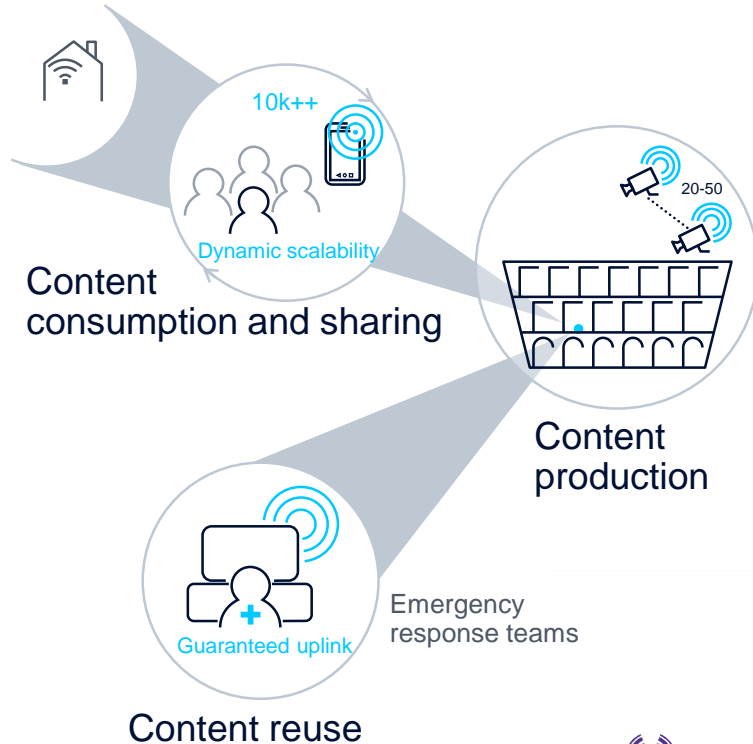 10k++
Dynamic scalability
Content
consumption and sharing
20-50
Content
production
Guaranteed uplink
Emergency
response teams
Content reuse